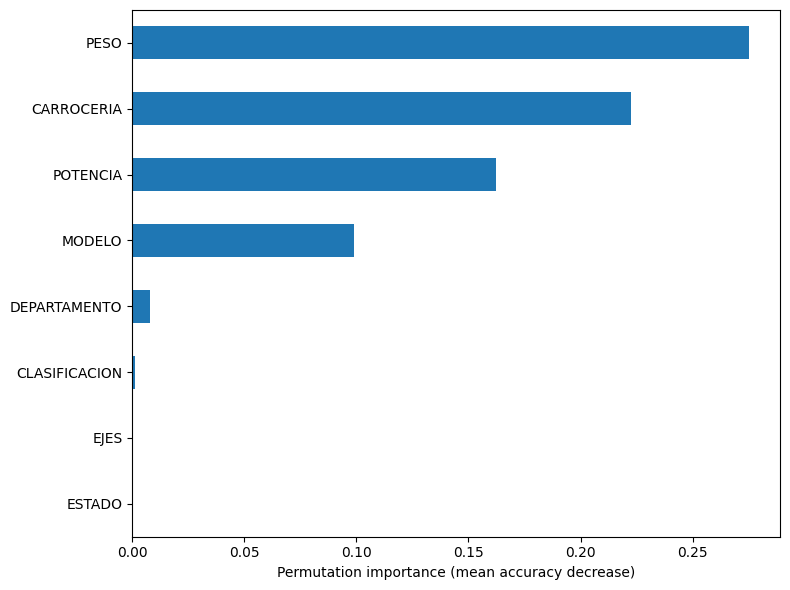 PESO
CARROCERIA
POTENCIA
MODELO
DEPARTAMENTO
CLASIFICACION
EJES
ESTADO
0.00 0.05 0.10 0.15 0.20 0.25
Permutation importance (mean accuracy decrease)